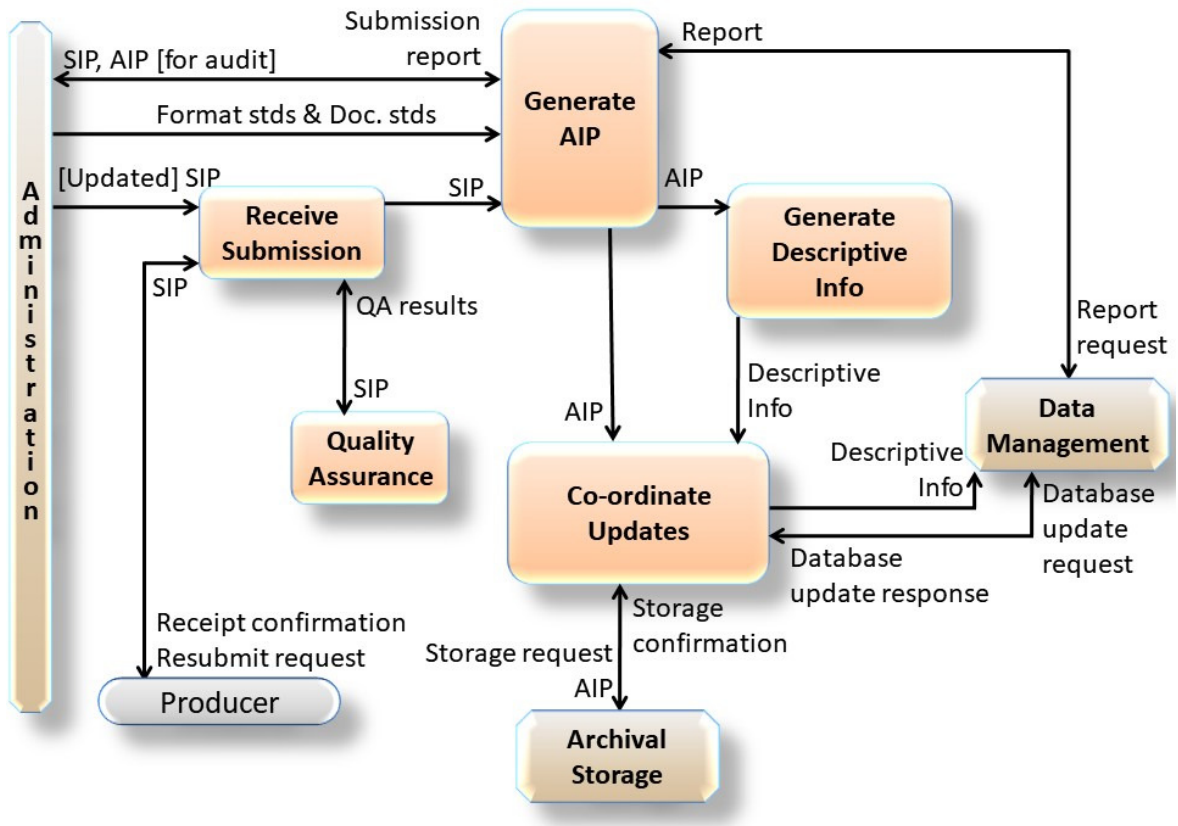 Submission
report
Report
SIP, AIP [for audit]
Generate
AIP
Format stds & Doc. stds
[Updated] SIP
SIP
AIP
Administration
Receive
Submission
Generate
Descriptive
Info
SIP
QA results
Report
request
SIP
Descriptive
Info
AIP
Data
Management
Quality
Assurance
Descriptive
Info
Co-ordinate
Updates
Database
update
request
Database
update response
Storage
confirmation
Receipt confirmation
Resubmit request
Storage request
AIP
Producer
Archival
Storage